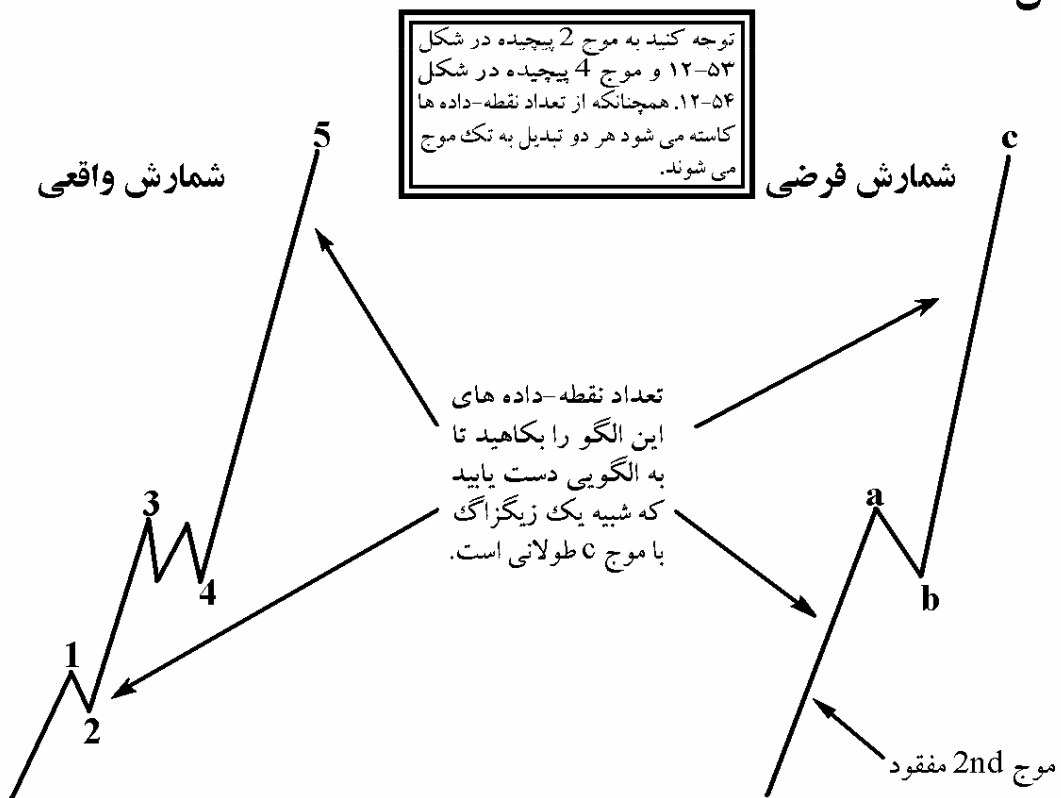 توجه کنید به موج 2 پیچیده در شکل
۱۲-۵۳ و موج 4 پیچیده در شکل
۱۲-۵۴. همچنانکه از تعداد نقطه-داده ها
کاسته می شود هر دو تبدیل به تک موج
می شوند.
شمارش فرضی
شمارش واقعی
5
c
تعداد نقطه-داده های
این الگو را بکاهید تا
به الگویی دست یابید
که شبیه یک زیگزاگ
با موج c طولانی است.
3
4
1
2
a
b
موج 2nd مفقود